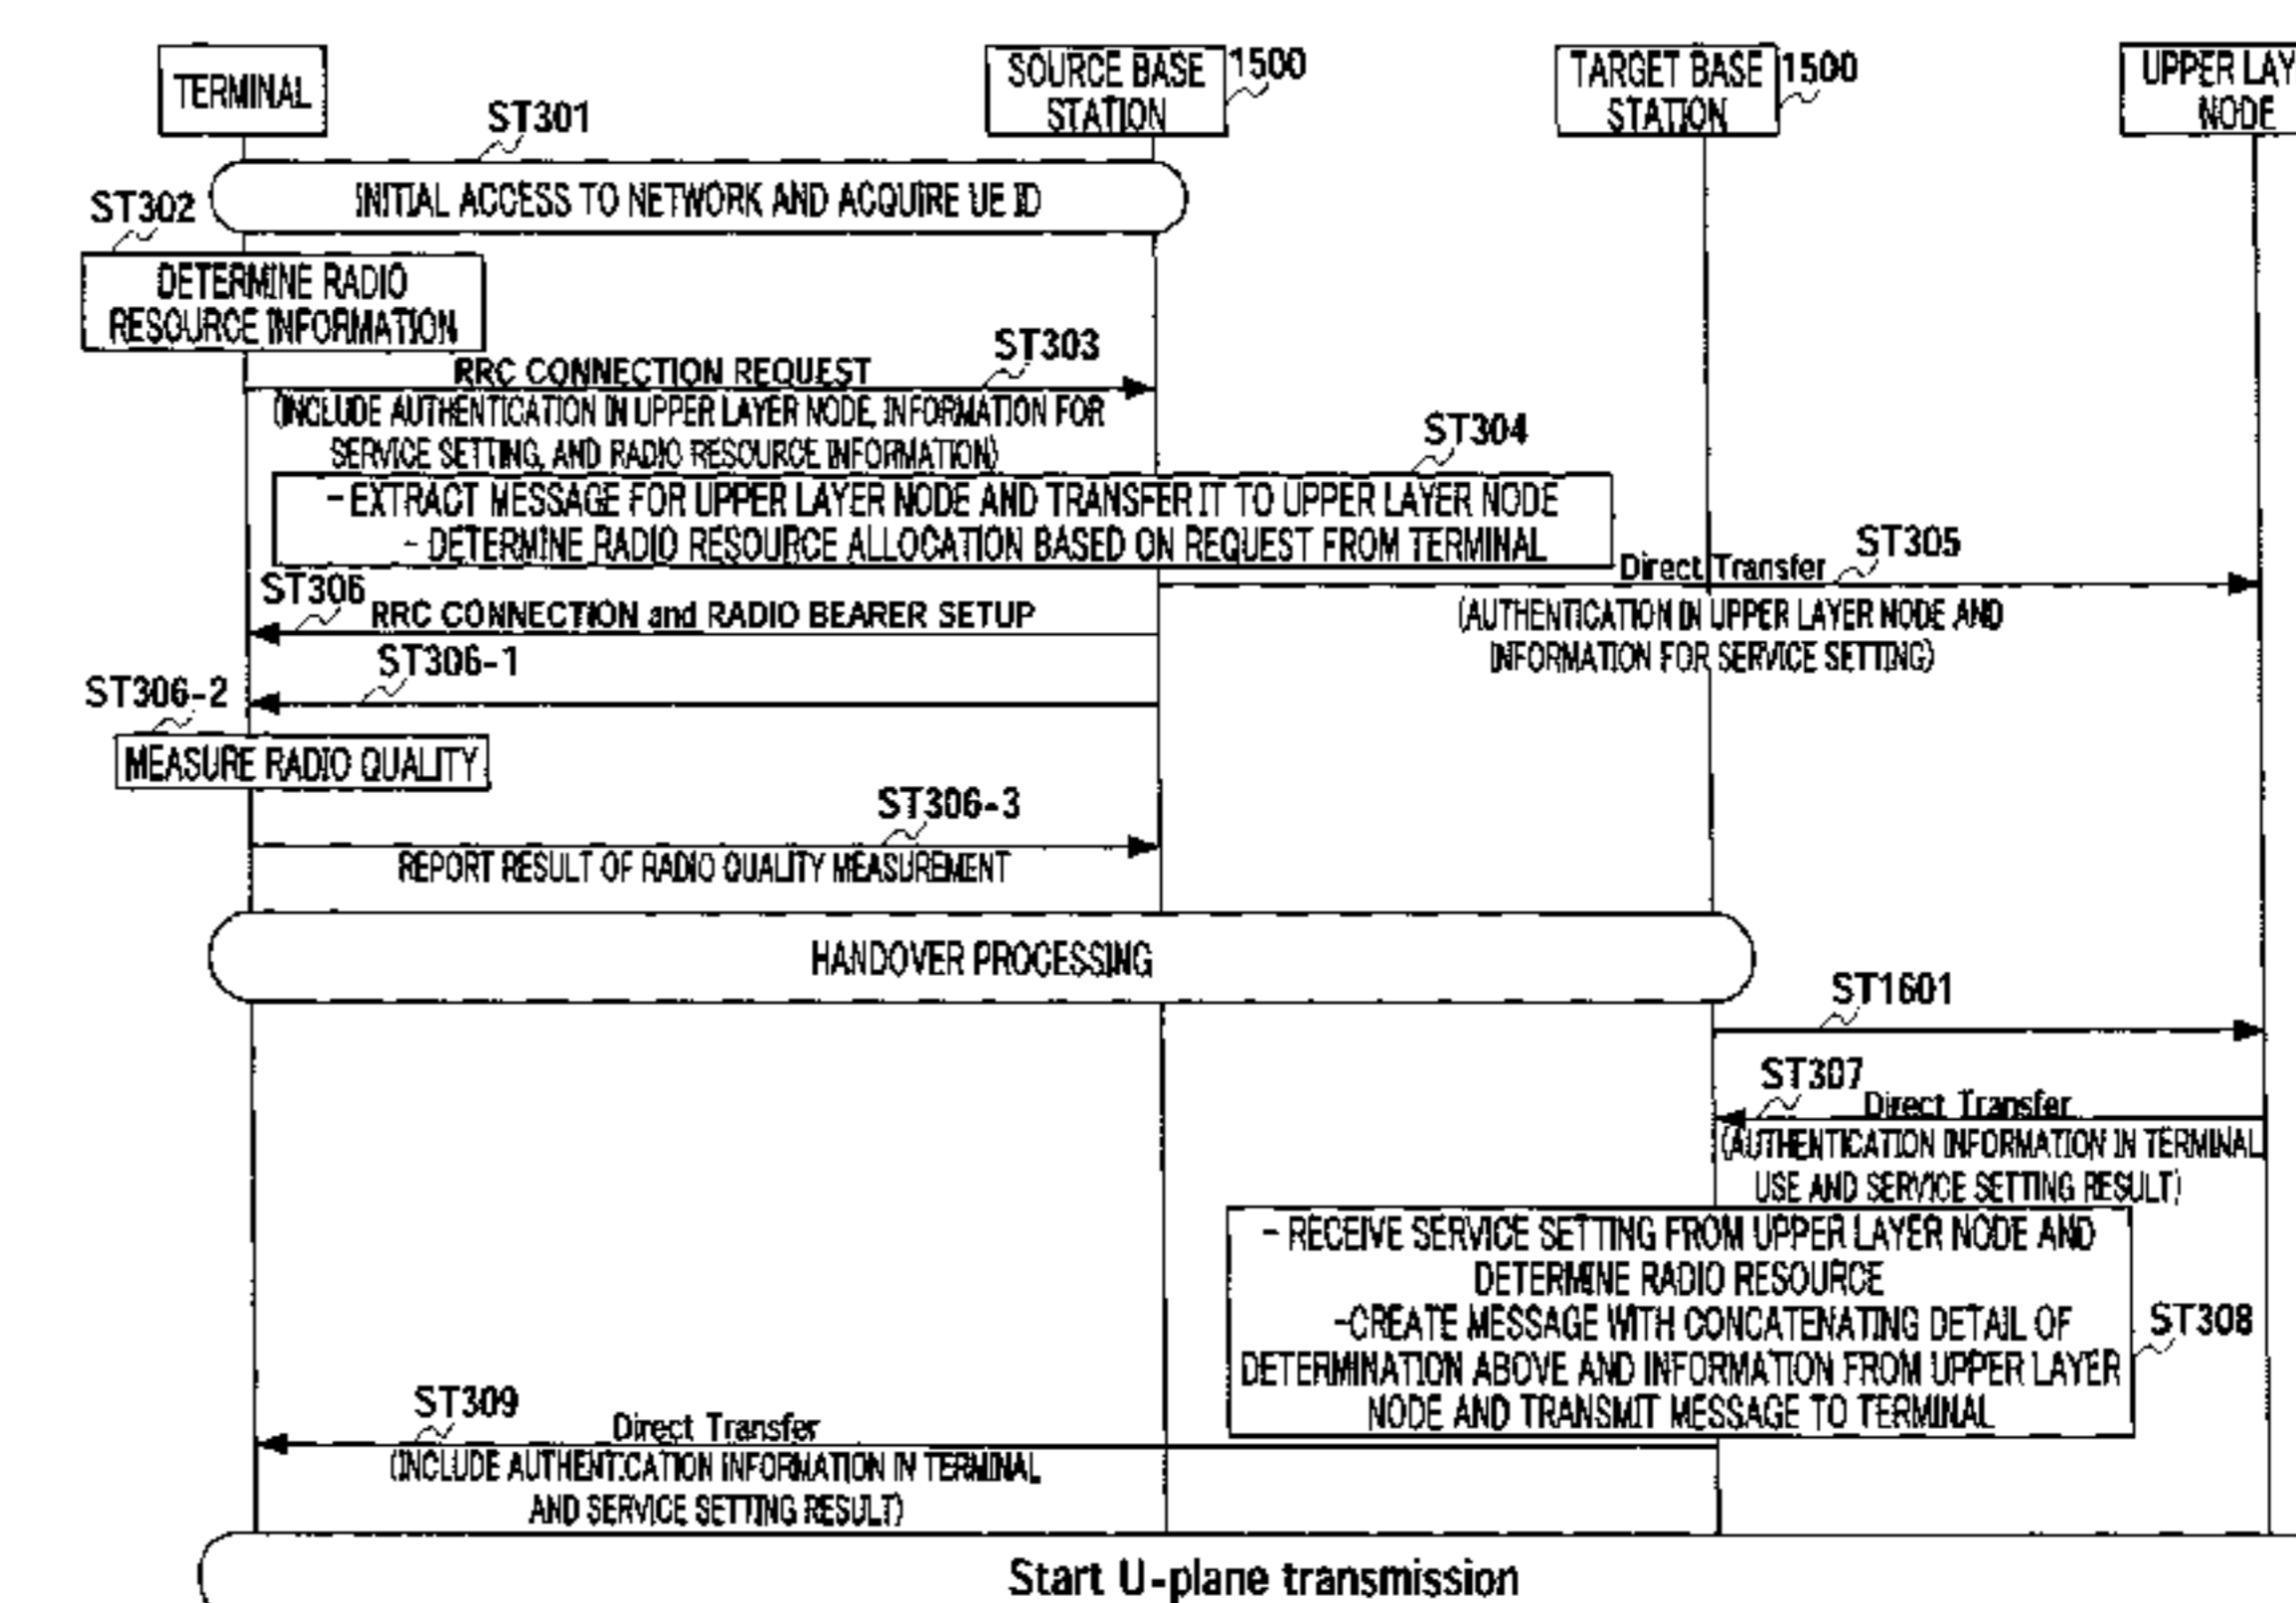 TERMINAL
SOURCE BASE
STATION
1500
TARGET BASE
STATION
1500
UPPER LAY
NODE
ST301
INITIAL ACCESS TO NETWORK AND ACQUIRE UE ID
ST302
DETERMINE RADIO
RESOURCE INFORMATION
RRC CONNECTION REQUEST
ST303
(INCLUDE AUTHENTICATION IN UPPER LAYER NODE, INFORMATION FOR
SERVICE SETTING, AND RADIO RESOURCE INFORMATION)
ST304
- EXTRACT MESSAGE FOR UPPER LAYER NODE AND TRANSFER IT TO UPPER LAYER NODE
- DETERMINE RADIO RESOURCE ALLOCATION BASED ON REQUEST FROM TERMINAL
Direct Transfer
ST305
(AUTHENTICATION IN UPPER LAYER NODE AND
INFORMATION FOR SERVICE SETTING)
ST306
RRC CONNECTION and RADIO BEARER SETUP
ST306-1
ST306-2
MEASURE RADIO QUALITY
ST306-3
REPORT RESULT OF RADIO QUALITY MEASUREMENT
HANDOVER PROCESSING
ST1601
ST307
Direct Transfer
(AUTHENTICATION INFORMATION IN TERMINAL
USE AND SERVICE SETTING RESULT)
- RECEIVE SERVICE SETTING FROM UPPER LAYER NODE AND
DETERMINE RADIO RESOURCE
-CREATE MESSAGE WITH CONCATENATING DETAIL OF
DETERMINATION ABOVE AND INFORMATION FROM UPPER LAYER
NODE AND TRANSMIT MESSAGE TO TERMINAL
ST308
ST309
Direct Transfer
(INCLUDE AUTHENTICATION INFORMATION IN TERMINAL
AND SERVICE SETTING RESULT)
Start U-plane transmission